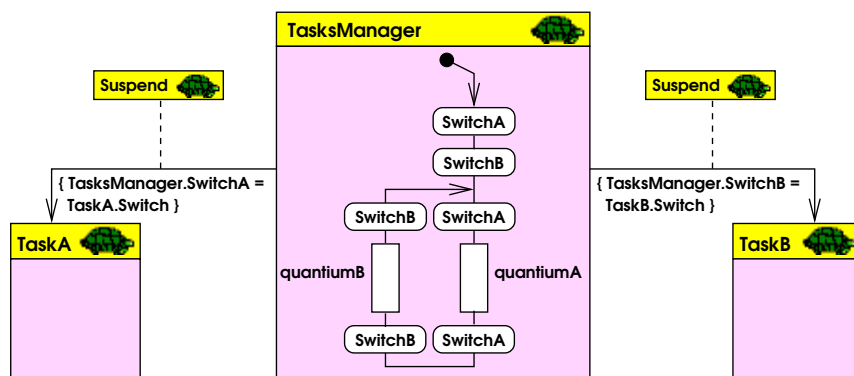 TasksManager
Suspend
Suspend
SwitchA
SwitchB
{ TasksManager.SwitchA =
TaskA.Switch }
{ TasksManager.SwitchB =
TaskB.Switch }
SwitchB
SwitchA
TaskA
TaskB
quantiumB
quantiumA
SwitchB
SwitchA